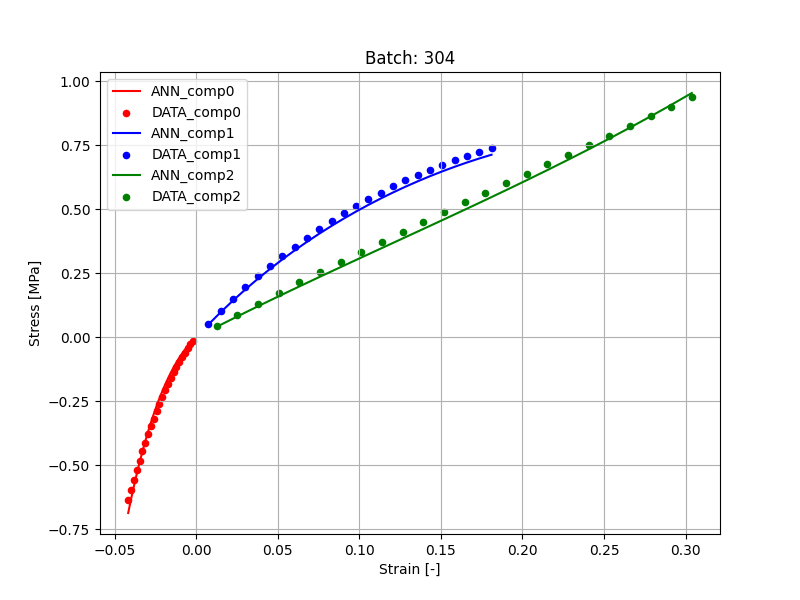 Batch: 304
ANN_comp0
DATA_comp0
ANN_comp1
DATA_comp1
ANN_comp2
DATA_comp2
1.00
0.75
0.50
0.25
0.00
−0.25
−0.50
−0.75
Stress [MPa]
−0.05 0.00 0.05 0.10 0.15 0.20 0.25 0.30
Strain [-]